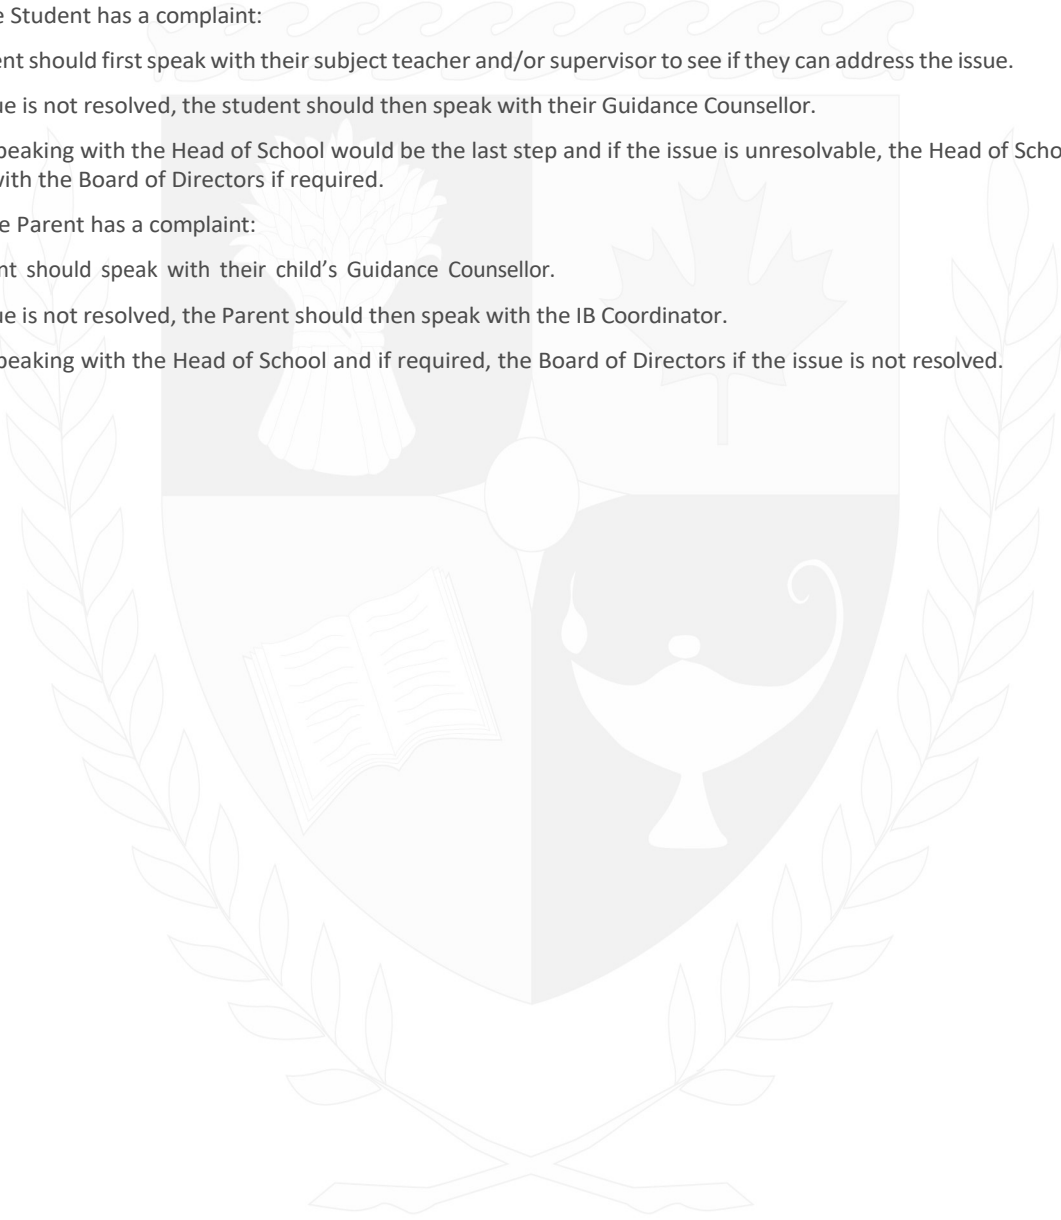 e Student has a complaint:
ent should first speak with their subject teacher and/or supervisor to see if they can address the issue.
ue is not resolved, the student should then speak with their Guidance Counsellor.
peaking with the Head of School would be the last step and if the issue is unresolvable, the Head of Scho
with the Board of Directors if required.
e Parent has a complaint:
nt should speak with their child’s Guidance Counsellor.
ue is not resolved, the Parent should then speak with the IB Coordinator.
peaking with the Head of School and if required, the Board of Directors if the issue is not resolved.